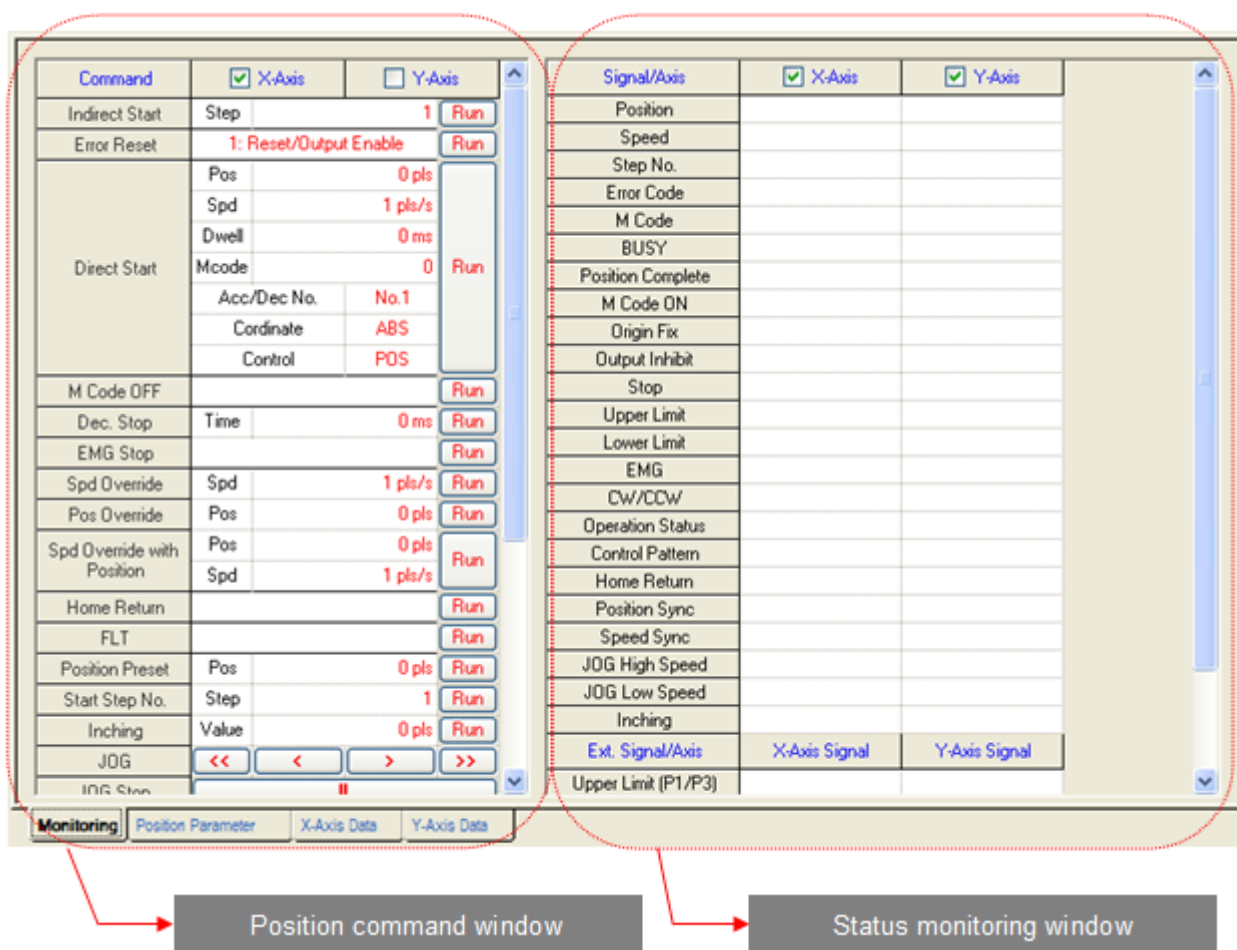 Command X-Axis Y-Axis
Indirect Start Step 1 Run
Error Reset 1: Reset/Output Enable Run
Direct Start Pos 0 pls Run
Spd 1 pls/s
Dwell 0 ms
Mcode 0
Acc/Dec No. No.1
Cordinate ABS
Control POS
M Code OFF Run
Dec. Stop Time 0 ms Run
EMG Stop Run
Spd Override Spd 1 pls/s Run
Pos Override Pos 0 pls Run
Spd Override with Position Pos 0 pls Run
Spd 1 pls/s
Home Return Run
FLT Run
Position Preset Pos 0 pls Run
Start Step No. Step 1 Run
Inching Value 0 pls Run
JOG << < > >>
JOG Stop II
Signal/Axis X-Axis Y-Axis
Position
Speed
Step No.
Error Code
M Code
BUSY
Position Complete
M Code ON
Origin Fix
Output Inhibit
Stop
Upper Limit
Lower Limit
EMG
CW/CCW
Operation Status
Control Pattern
Home Return
Position Sync
Speed Sync
JOG High Speed
JOG Low Speed
Inching
Ext. Signal/Axis X-Axis Signal Y-Axis Signal
Upper Limit (P1/P3)
Monitoring Position Parameter X-Axis Data Y-Axis Data
Position command window
Status monitoring window